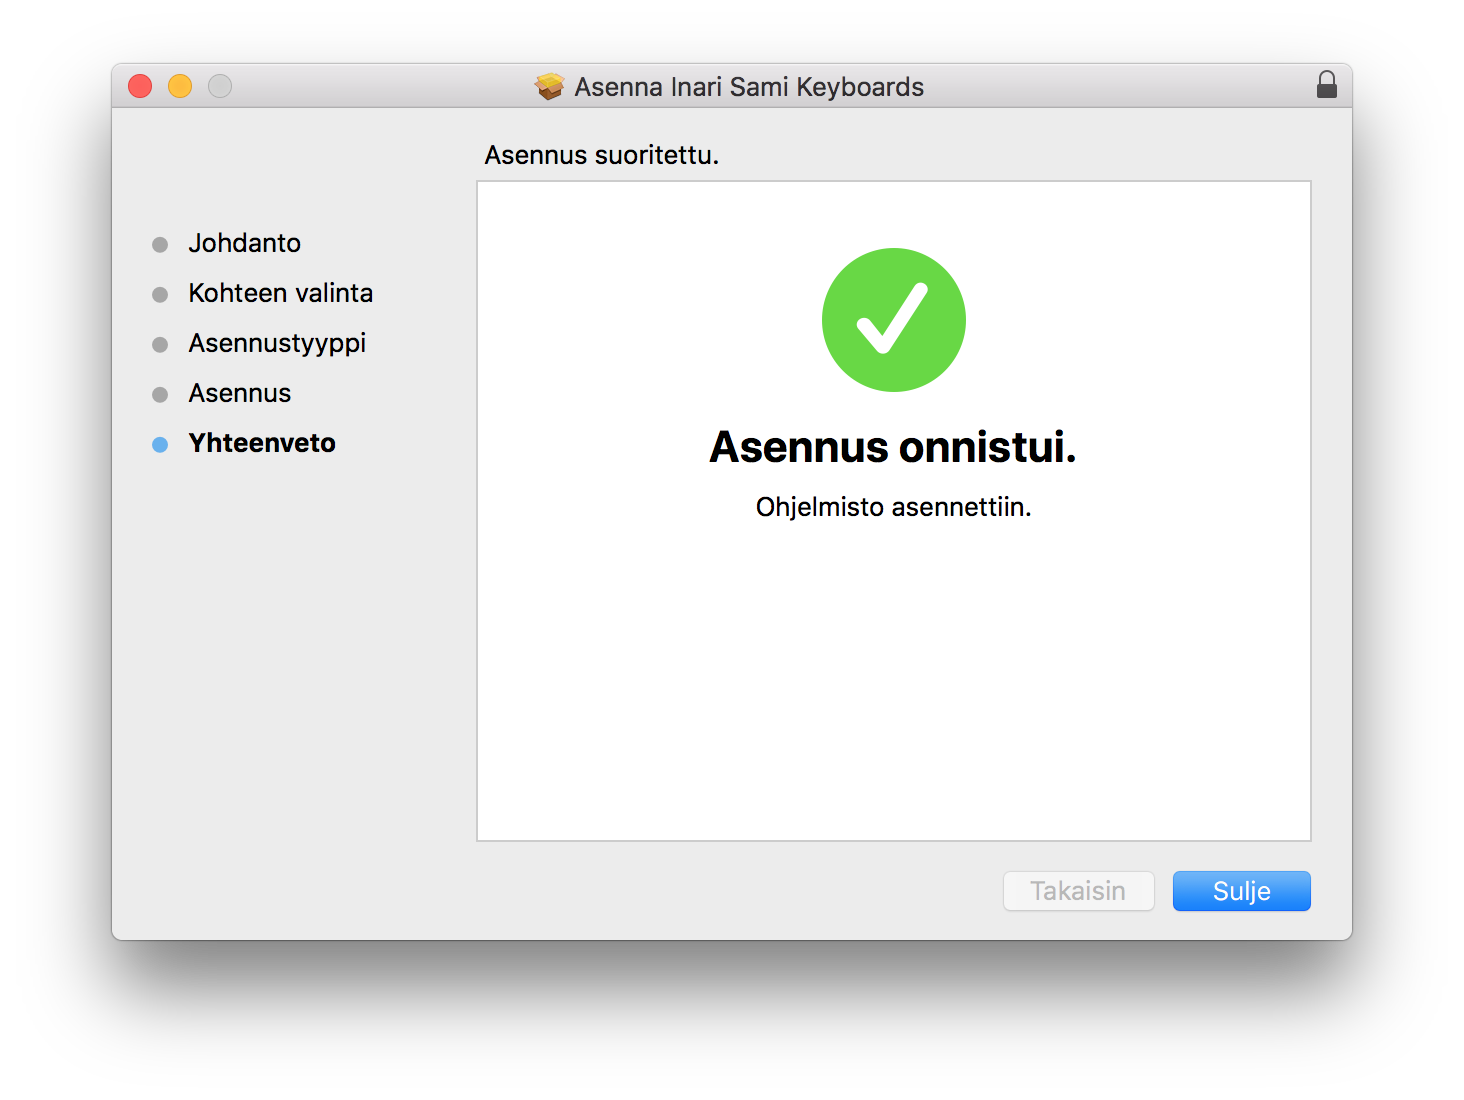 Asenna Inari Sami Keyboards
Asennus suoritettu.
Johdanto
Kohteen valinta
Asennustyyppi
Asennus
Yhteenveto
Asennus onnistui.
Ohjelmisto asennettiin.
Takaisin
Sulje